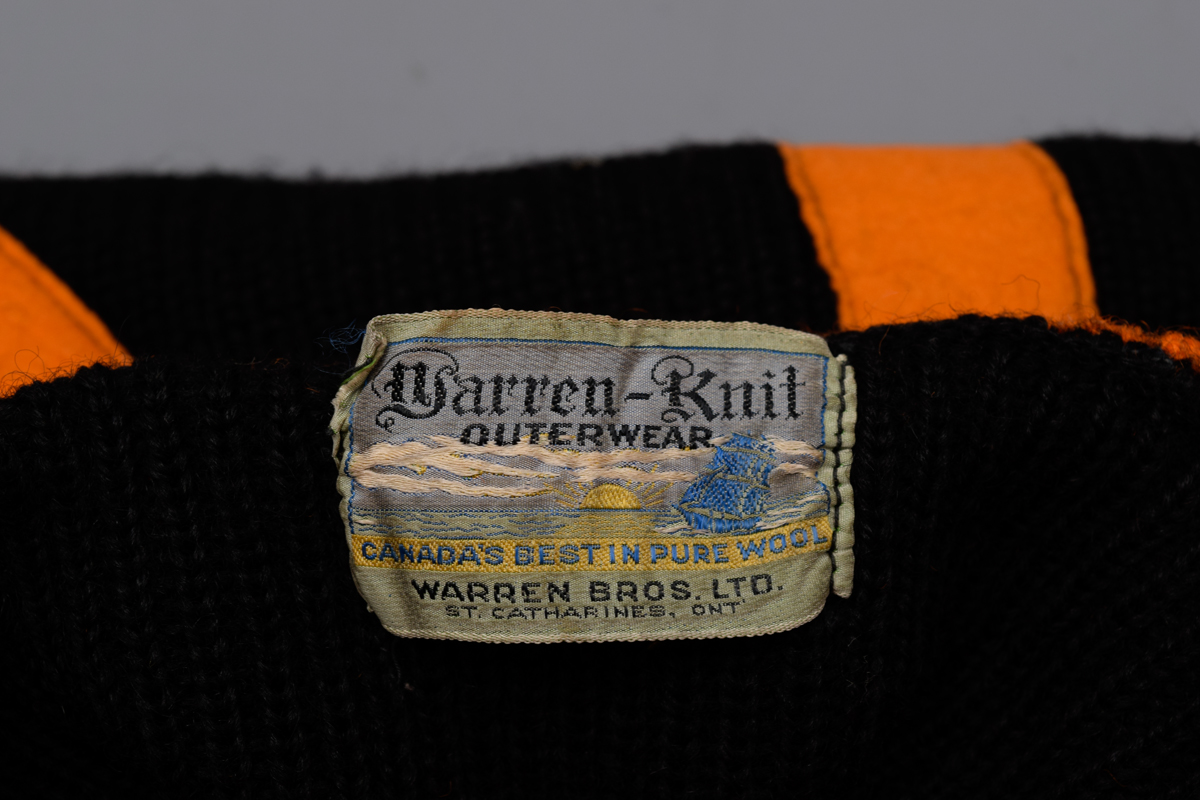 Warren-Knit
OUTERWEAR
CANADA'S BEST IN PURE WOOL
WARREN BROS. LTD.
ST. CATHARINES, ONT.